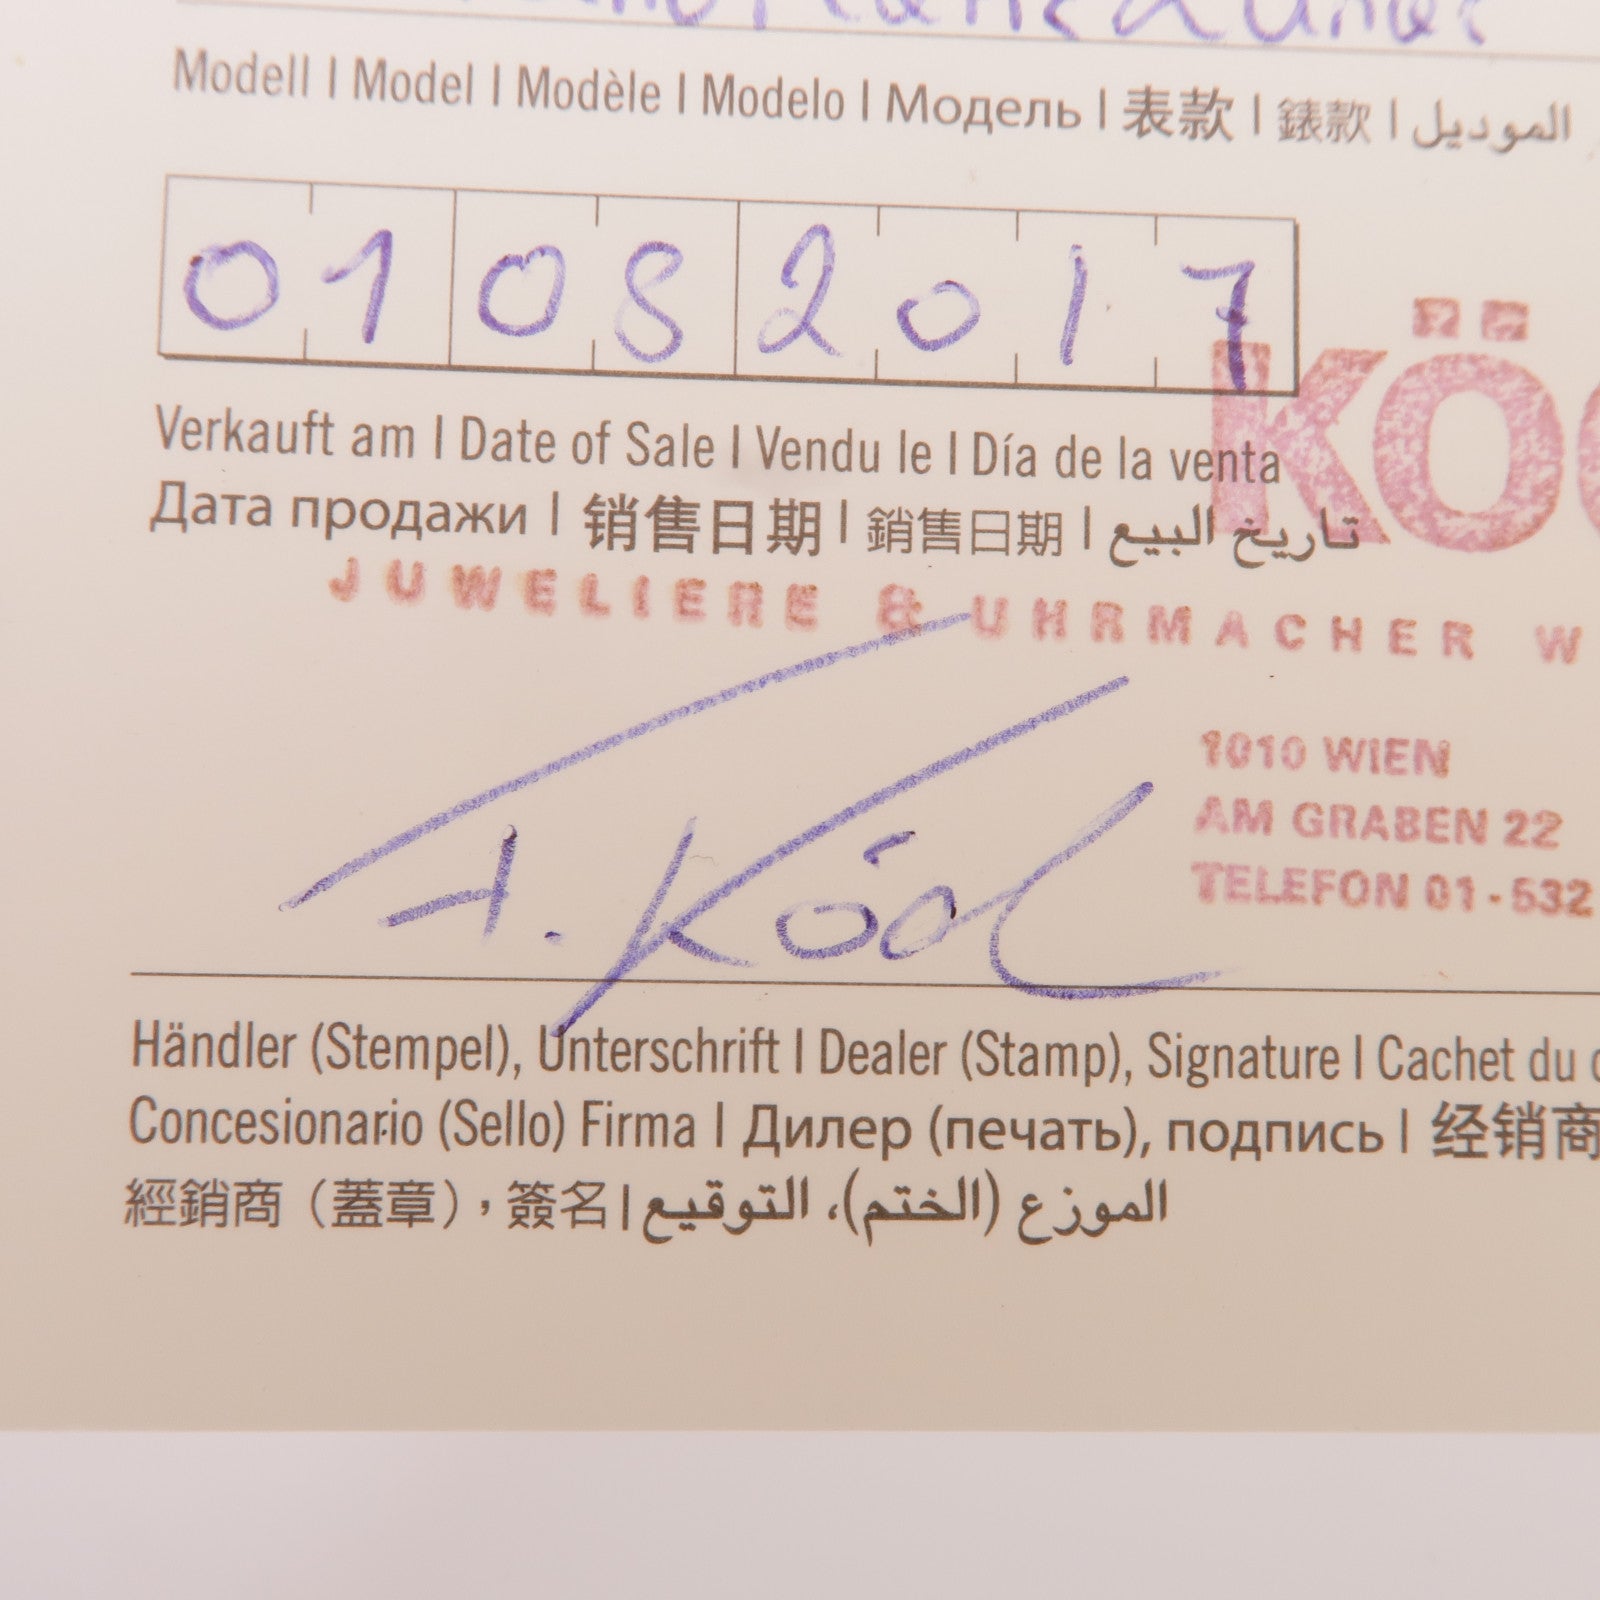 Modell | Model | Modèle | Modelo | Модель | 表款 | 錶款 | الموديل
01082017
KÖ
Verkauft am | Date of Sale | Vendu le | Día de la venta
Дата продажи | 销售日期 | 銷售日期 | تاريخ البيع
JUWELIERE & UHRMACHER W
1010 WIEN
AM GRABEN 22
TELEFON 01-532
Händler (Stempel), Unterschrift | Dealer (Stamp), Signature | Cachet du
Concesionario (Sello) Firma | Дилер (печать), подпись | 经销商
經銷商（蓋章），簽名 | الموزع (الختم)، التوقيع